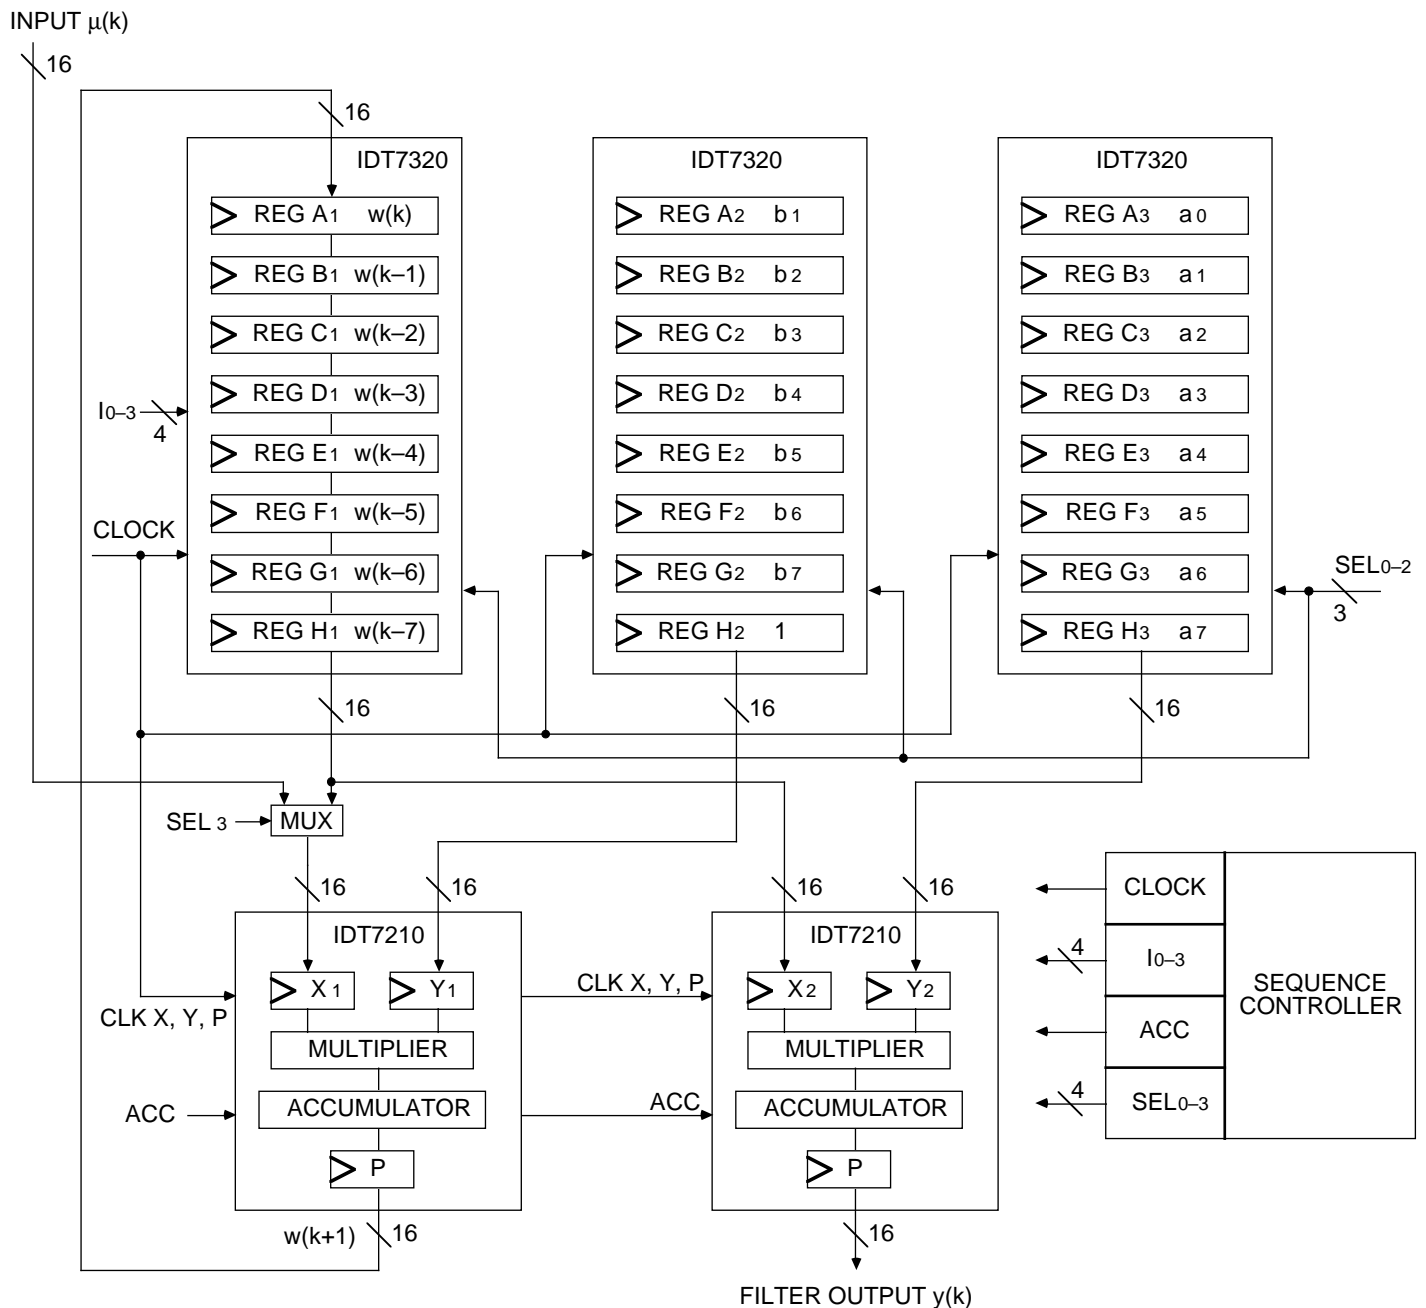 INPUT μ(k)
16
16
IDT7320
REG A1 w(k)
REG B1 w(k–1)
REG C1 w(k–2)
REG D1 w(k–3)
REG E1 w(k–4)
REG F1 w(k–5)
REG G1 w(k–6)
REG H1 w(k–7)
IDT7320
REG A2 b1
REG B2 b2
REG C2 b3
REG D2 b4
REG E2 b5
REG F2 b6
REG G2 b7
REG H2 1
IDT7320
REG A3 a0
REG B3 a1
REG C3 a2
REG D3 a3
REG E3 a4
REG F3 a5
REG G3 a6
REG H3 a7
I0–3
4
CLOCK
SEL0–2
3
16
16
16
SEL 3
MUX
16
16
16
16
IDT7210
X1
Y1
MULTIPLIER
ACCUMULATOR
P
CLK X, Y, P
ACC
w(k+1)
16
CLK X, Y, P
ACC
IDT7210
X2
Y2
MULTIPLIER
ACCUMULATOR
P
16
FILTER OUTPUT y(k)
CLOCK
4
I0–3
ACC
4
SEL0–3
SEQUENCE
CONTROLLER